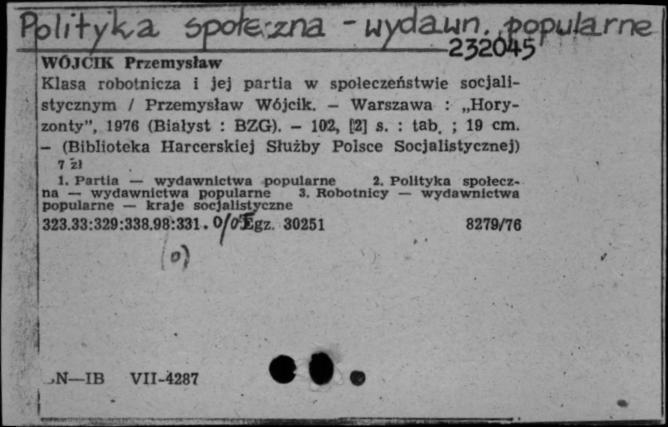 Polityka społeczna - wydawn. popularne
232045
WÓJCIK Przemysław
Klasa robotnicza i jej partia w społeczeństwie socjali-
stycznym / Przemysław Wójcik. — Warszawa : „Hory-
zonty”, 1976 (Białyst : BZG). — 102, [2] s. : tab. ; 19 cm.
— (Biblioteka Harcerskiej Służby Polsce Socjalistycznej)
7 zł
1. Partia — wydawnictwa popularne 2. Polityka społecz-
na — wydawnictwa popularne 3. Robotnicy — wydawnictwa
popularne — kraje socjalistyczne
323.33:329:338.98:331. Egz. 30251 8279/76
(0)
N—IB VII-4287